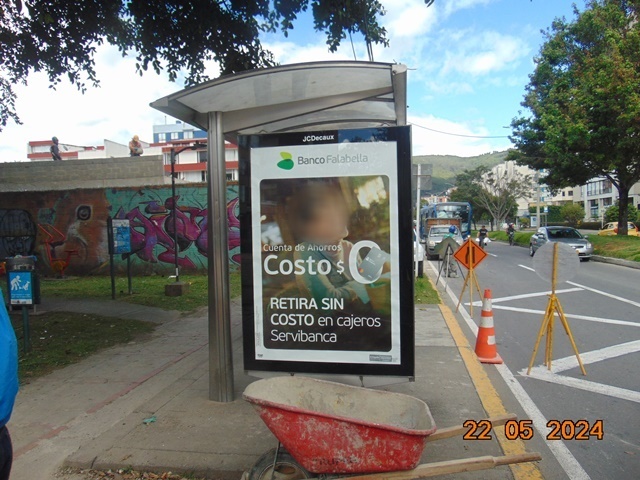 JCDecaux
Banco Falabella
Cuenta de Ahorros
Costo $0
RETIRA SIN
COSTO en cajeros
Servibanca
22 05 2024